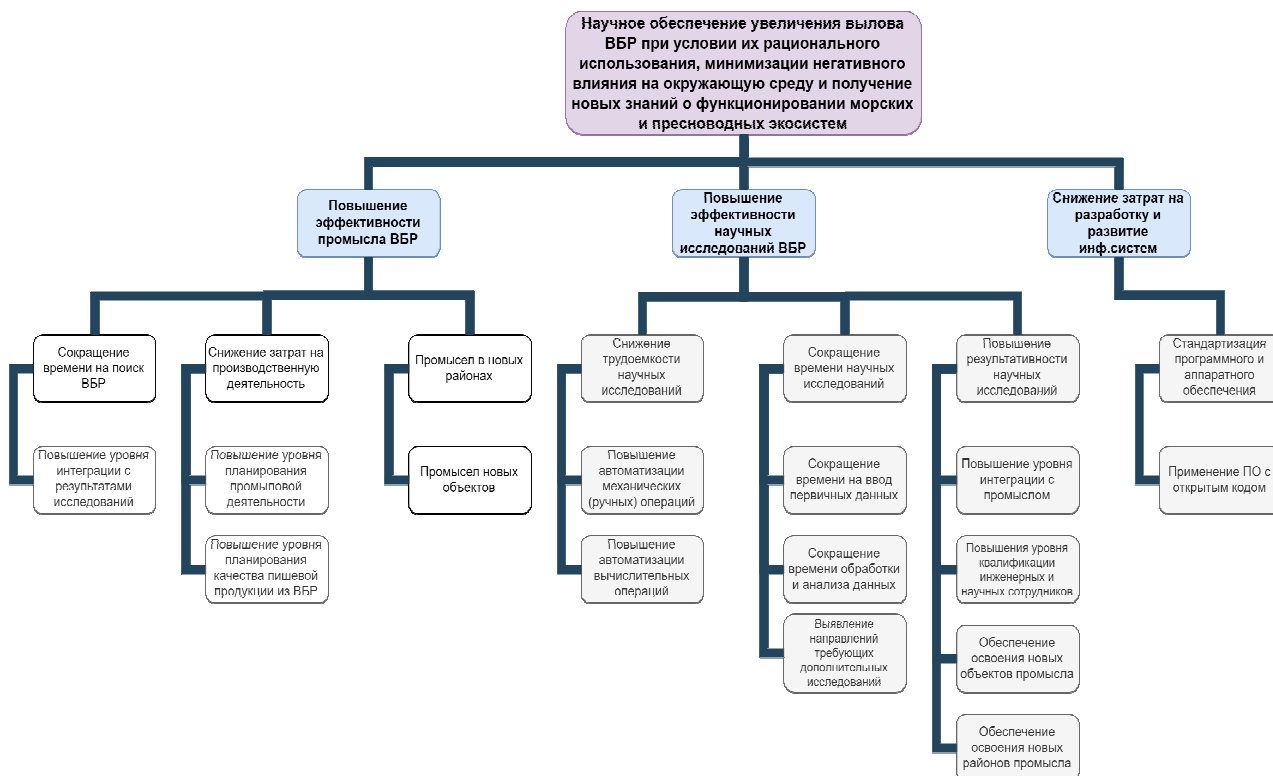 Научное обеспечение увеличения вылова
ВБР при условии их рационального
использования, минимизации негативного
влияния на окружающую среду и получение
новых знаний о функционировании морских
и пресноводных экосистем
Повышение
эффективности
промысла ВБР
Повышение
эффективности
научных
исследований ВБР
Снижение затрат на
разработку и
развитие
инф.систем
Сокращение
времени на поиск
ВБР
Снижение затрат на
производственную
деятельность
Промысел в новых
районах
Снижение
трудоемкости
научных
исследований
Сокращение
времени научных
исследований
Повышение
результативности
научных
исследований
Стандартизация
программного и
аппаратного
обеспечения
Повышение уровня
интеграции с
результатами
исследований
Повышение уровня
планирования
промысловой
деятельности
Промысел новых
объектов
Повышение
автоматизации
механических
(ручных) операций
Сокращение
времени на ввод
первичных данных
Повышение уровня
интеграции с
промыслом
Применение ПО с
открытым кодом
Повышение уровня
планирования
качества пищевой
продукции из ВБР
Повышение
автоматизации
вычислительных
операций
Сокращение
времени обработки
и анализа данных
Повышения уровня
квалификации
инженерных и
научных сотрудников
Выявление
направлений
требующих
дополнительных
исследований
Обеспечение
освоения новых
объектов промысла
Обеспечение
освоения новых
районов промысла